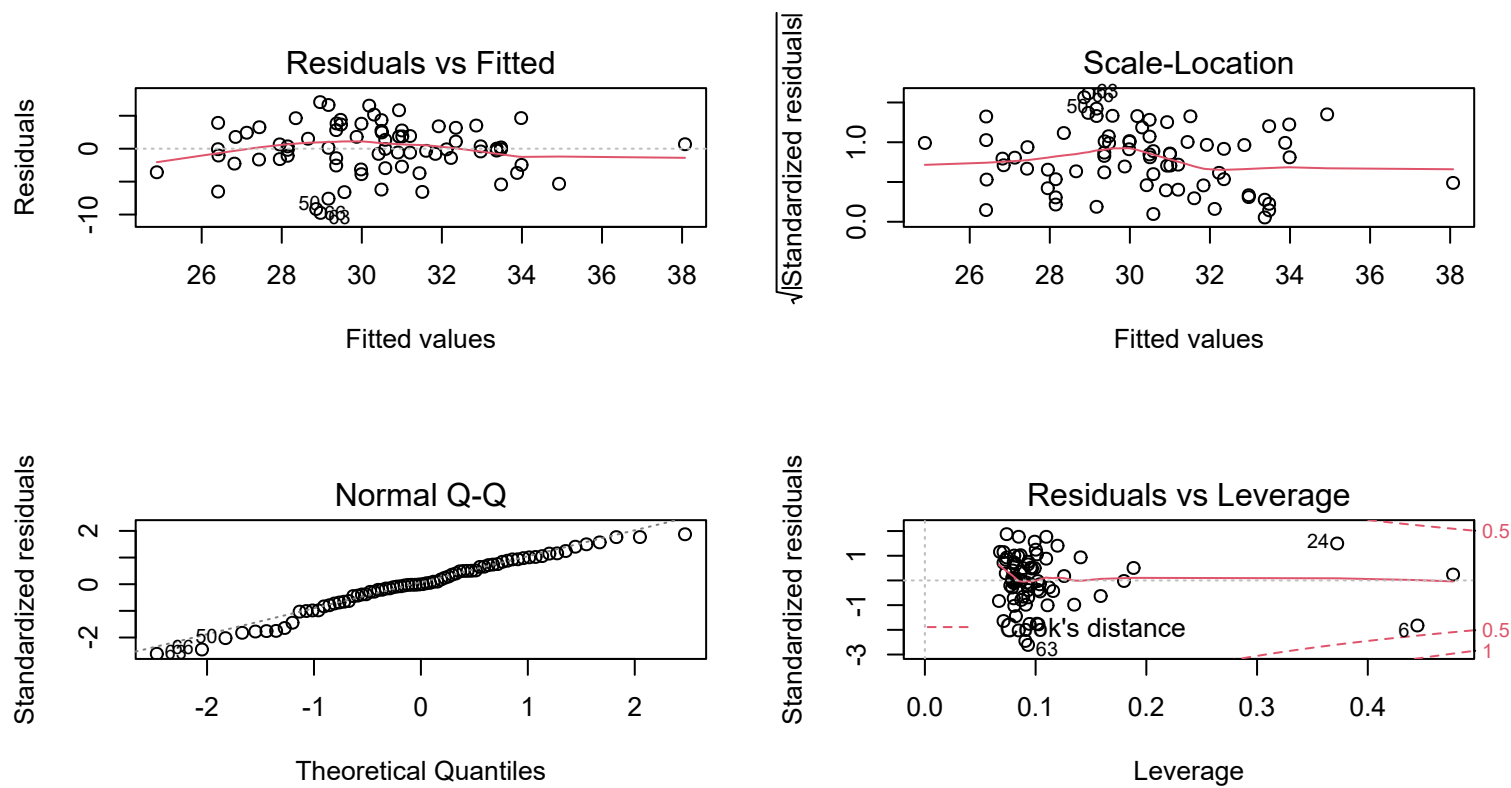 Residuals vs Fitted
Residuals
0
-10
50
63
26 28 30 32 34 36 38
Fitted values
Scale-Location
√|Standardized residuals|
1.0
0.0
50
63
26 28 30 32 34 36 38
Fitted values
Normal Q-Q
Standardized residuals
2
0
-2
50
66
63
-2 -1 0 1 2
Theoretical Quantiles
Residuals vs Leverage
Standardized residuals
1
-1
-3
24
6
63
0.5
0.5
1
ok's distance
0.0 0.1 0.2 0.3 0.4
Leverage